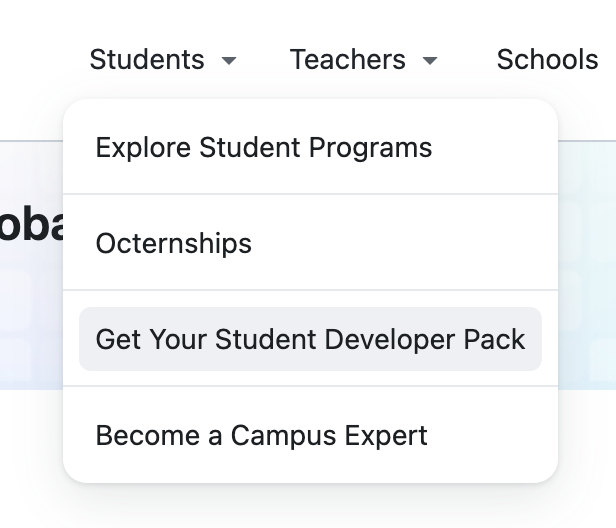 Students Teachers Schools
Explore Student Programs
oba
Octernships
Get Your Student Developer Pack
Become a Campus Expert